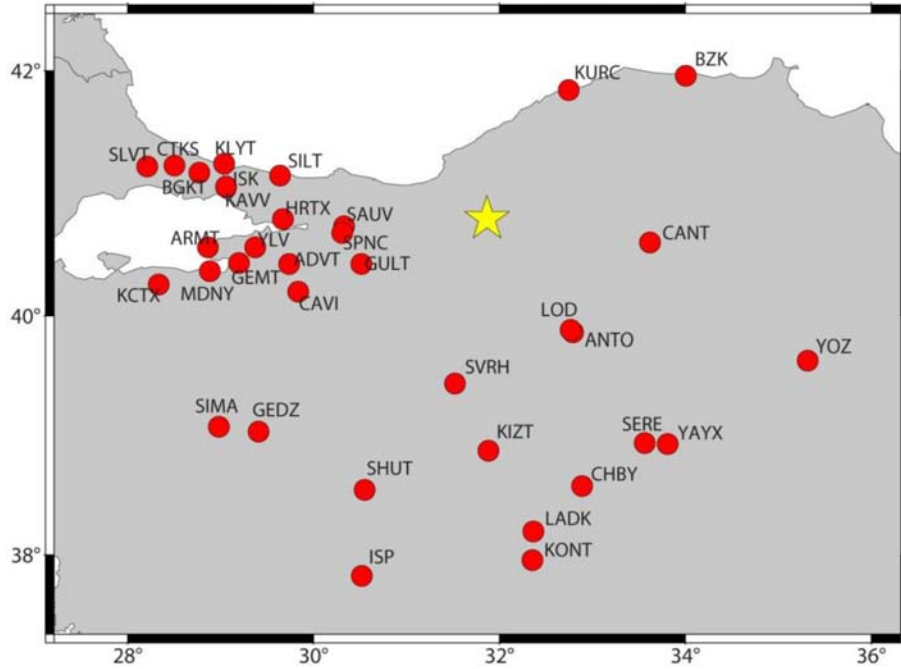 42°
BZK
KURC
SLVT
CTKS
KLYT
SILT
BGKT
ISK
KAVV
HRTX
SAUV
SPNC
CANT
ARMT
YLV
ADVT
GULT
GEMT
MDNY
KCTX
CAVI
40°
LOD
ANTO
YOZ
SVRH
SIMA
GEDZ
KIZT
SERE
YAYX
SHUT
CHBY
LADK
KONT
ISP
38°
28 30 32 34 36°